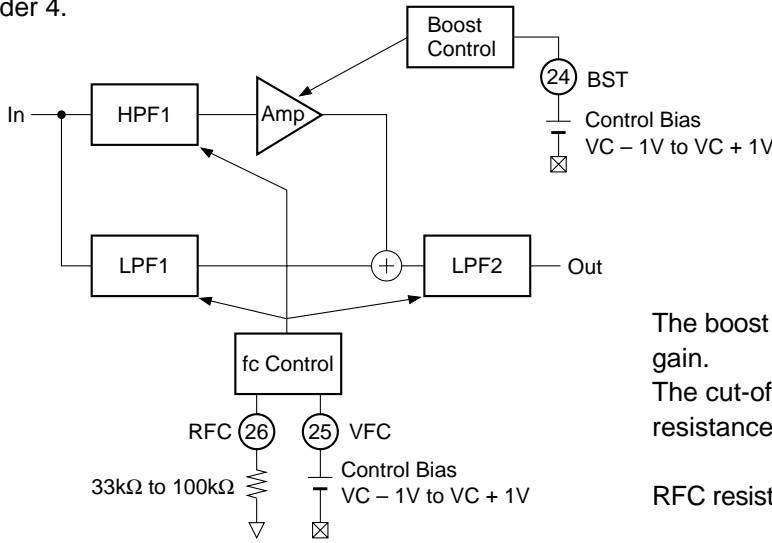 der 4.
Boost
Control
24 BST
In
HPF1
Amp
Control Bias
VC – 1V to VC + 1V
LPF1
+
LPF2
Out
The boost
gain.
fc Control
The cut-of
resistance
RFC 26
25 VFC
33kΩ to 100kΩ
Control Bias
VC – 1V to VC + 1V
RFC resist